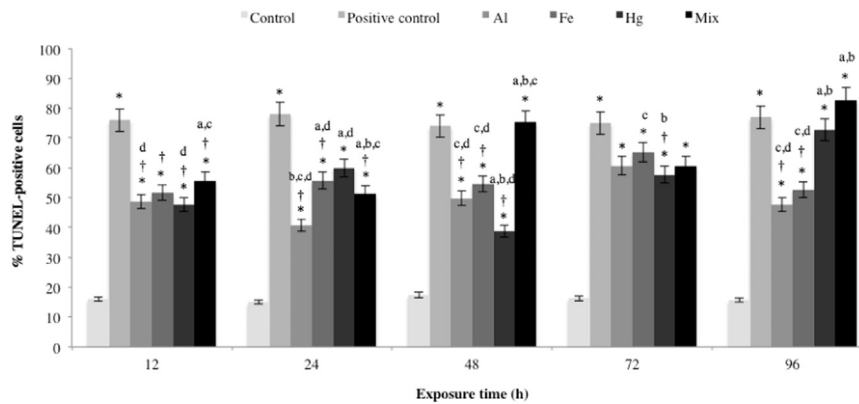 Control Positive control Al Fe Hg Mix
% TUNEL-positive cells
100
90
80
70
60
50
40
30
20
10
0
*
d
†
*
†
*
d
†
*
a,c
†
*
*
b,c,d
†
*
a,d
†
*
a,d
*
a,b,c
†
*
*
c,d
†
*
c,d
†
*
a,b,d
†
*
a,b,c
*
*
*
c
*
b
†
*
*
*
c,d
†
*
c,d
†
*
a,b
*
a,b
*
12 24 48 72 96
Exposure time (h)